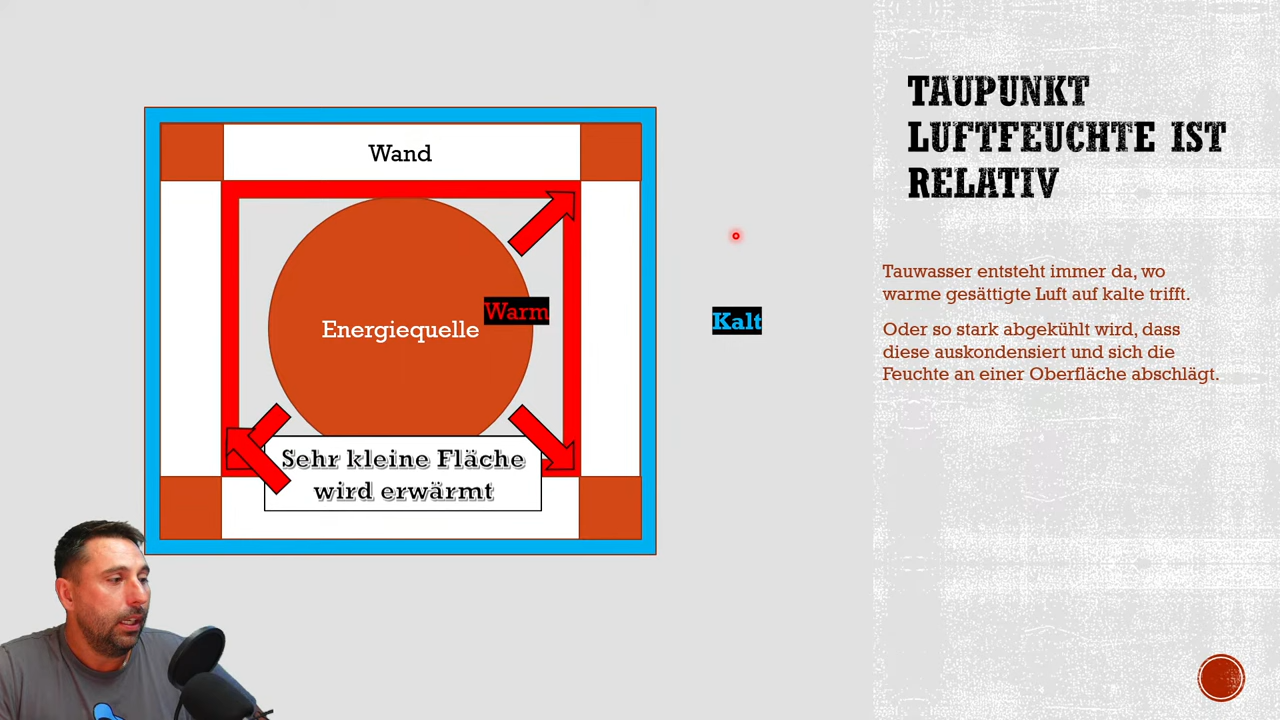 TAUPUNKT
LUFTFEUCHTE IST
RELATIV
Wand
Energiequelle
Warm
Kalt
Sehr kleine Fläche
wird erwärmt
Tauwasser entsteht immer da, wo
warme gesättigte Luft auf kalte trifft.
Oder so stark abgekühlt wird, dass
diese auskondensiert und sich die
Feuchte an einer Oberfläche abschlägt.